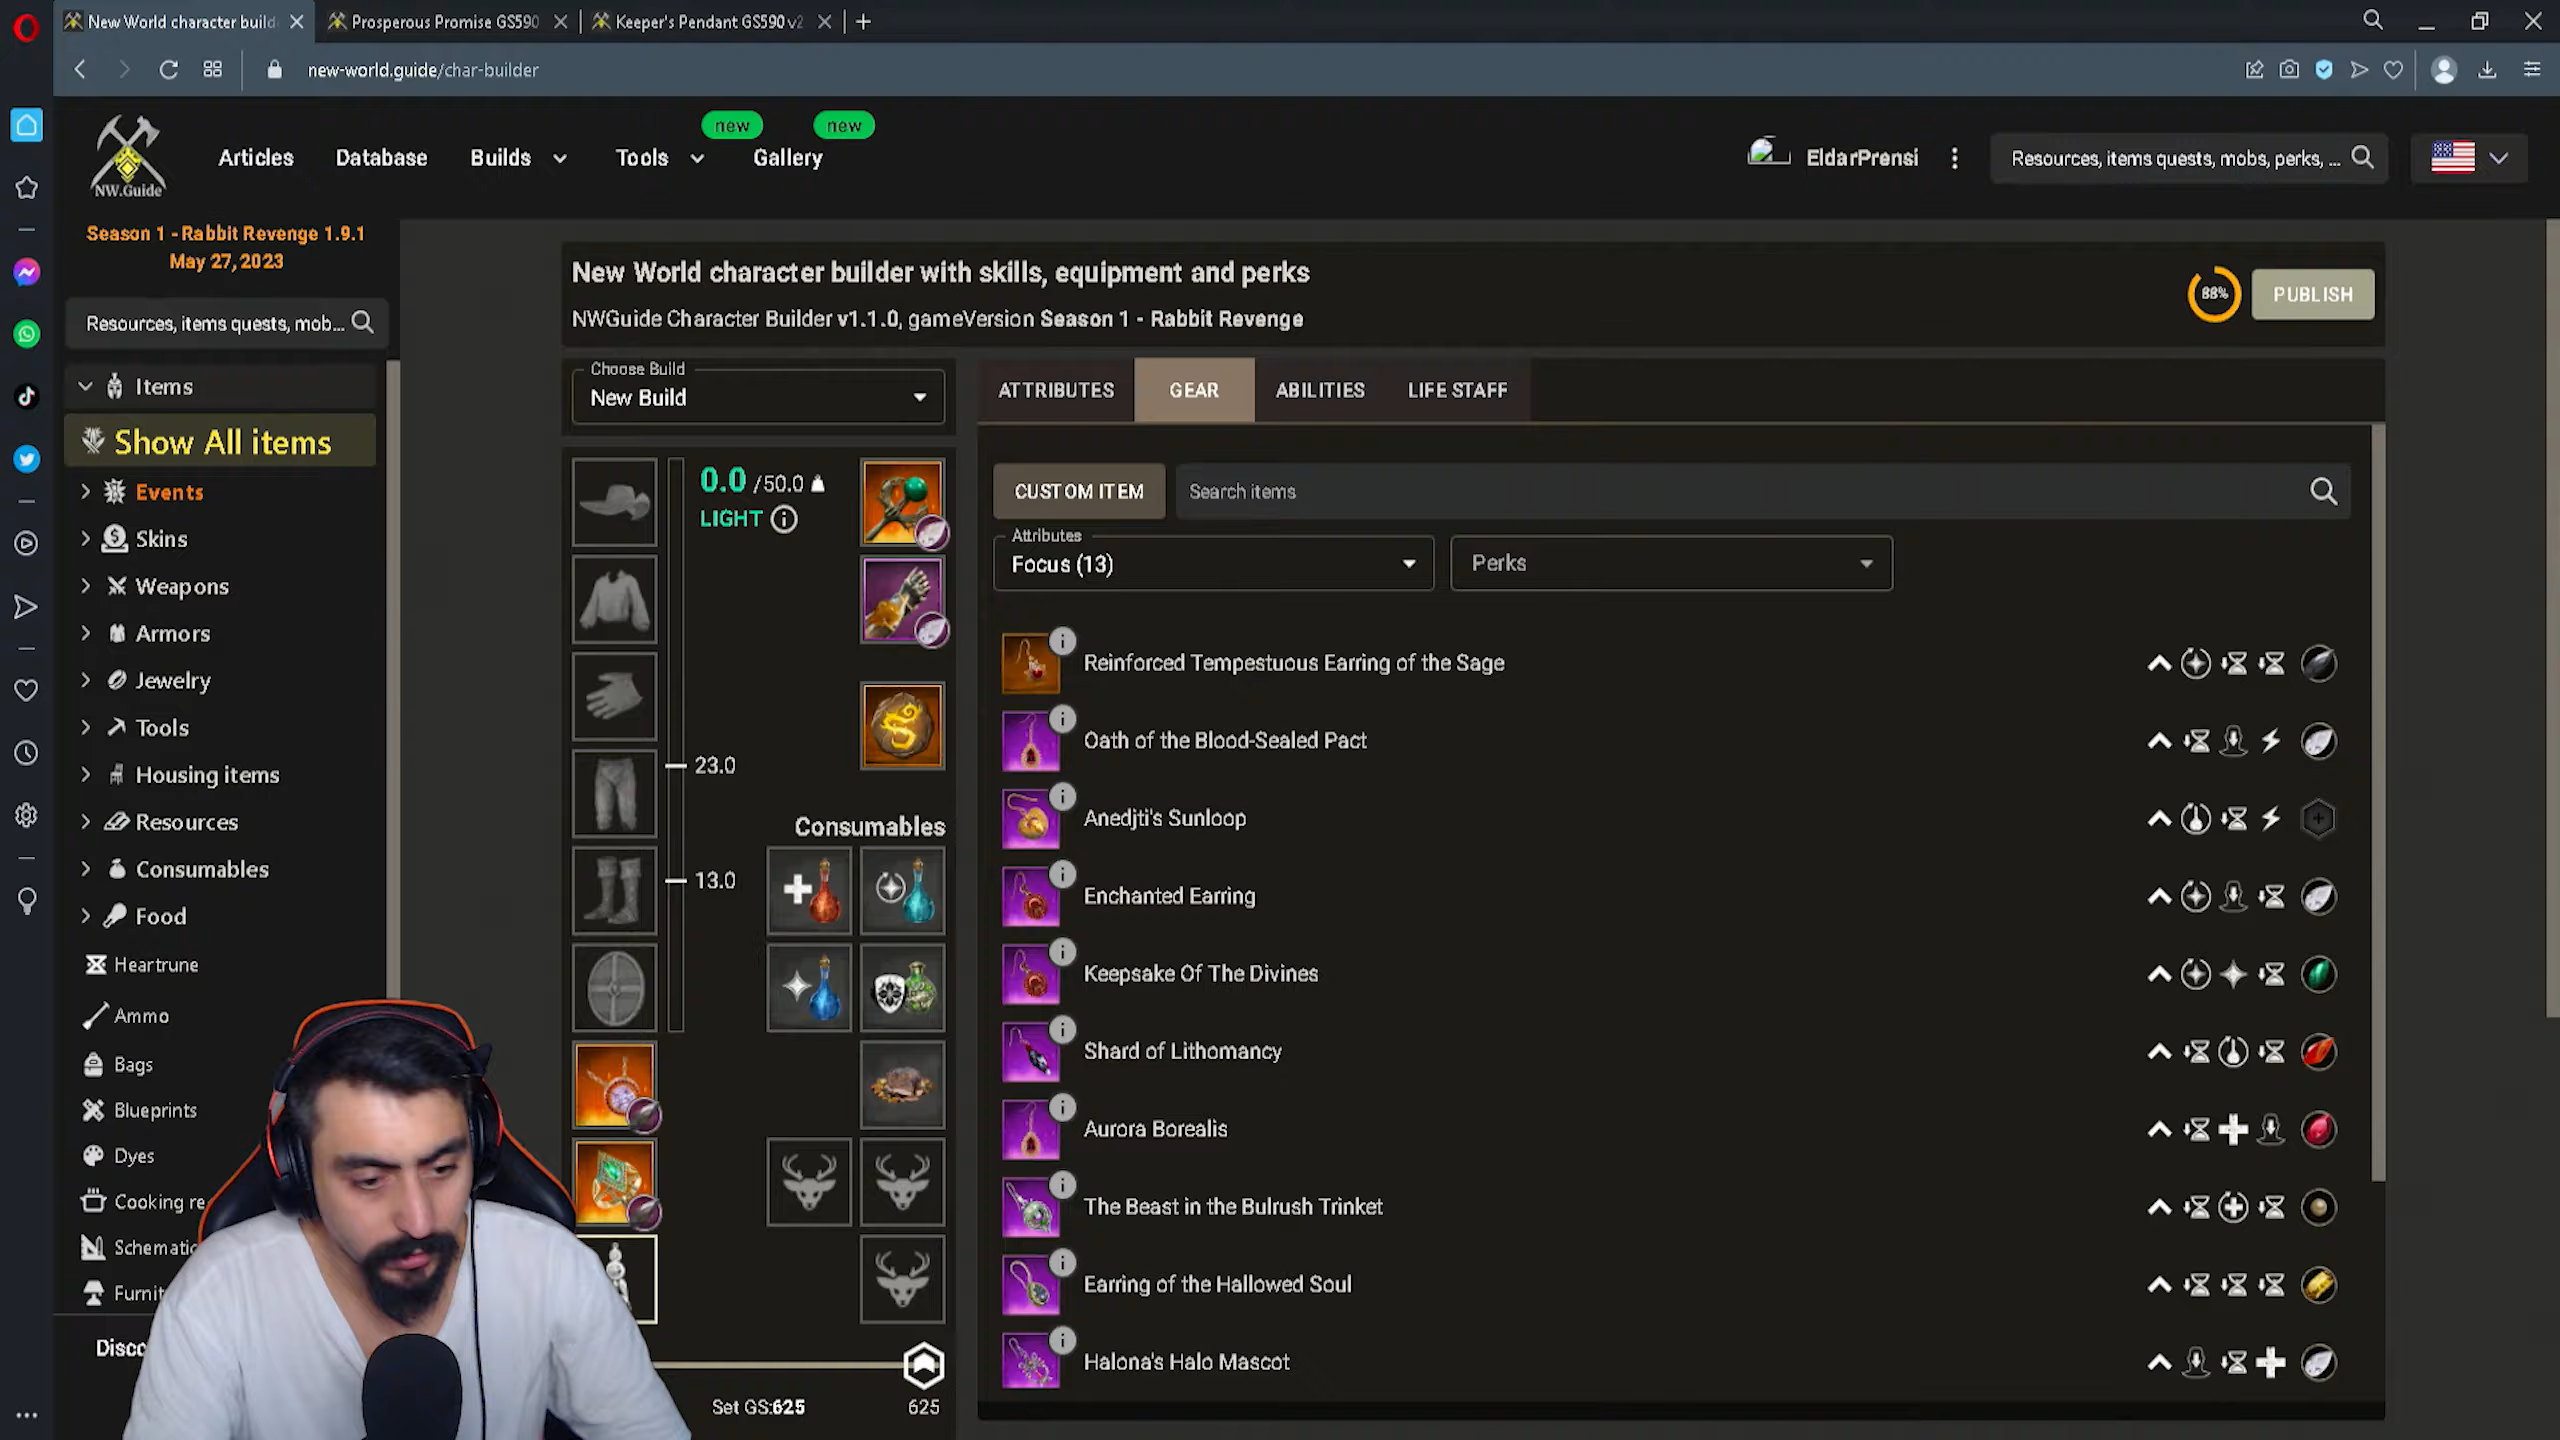 New World character build
Prosperous Promise GS590
Keeper's Pendant GS590 v2
new-world.guide/char-builder
NW.Guide
Articles
Database
Builds
Tools
new
Gallery
new
EldarPrensi
Resources, items quests, mobs, perks, ...
Season 1 - Rabbit Revenge 1.9.1
May 27, 2023
Resources, items quests, mob...
Items
Show All items
Events
Skins
Weapons
Armors
Jewelry
Tools
Housing items
Resources
Consumables
Food
Heartrune
Ammo
Bags
Blueprints
Dyes
Cooking re
Schematic
Furnit
Disco
New World character builder with skills, equipment and perks
NWGuide Character Builder v1.1.0, gameVersion Season 1 - Rabbit Revenge
88%
PUBLISH
Choose Build
New Build
0.0 /50.0
LIGHT
23.0
13.0
Consumables
Set GS:625
625
ATTRIBUTES
GEAR
ABILITIES
LIFE STAFF
CUSTOM ITEM
Search items
Attributes
Focus (13)
Perks
Reinforced Tempestuous Earring of the Sage
Oath of the Blood-Sealed Pact
Anedjti's Sunloop
Enchanted Earring
Keepsake Of The Divines
Shard of Lithomancy
Aurora Borealis
The Beast in the Bulrush Trinket
Earring of the Hallowed Soul
Halona's Halo Mascot